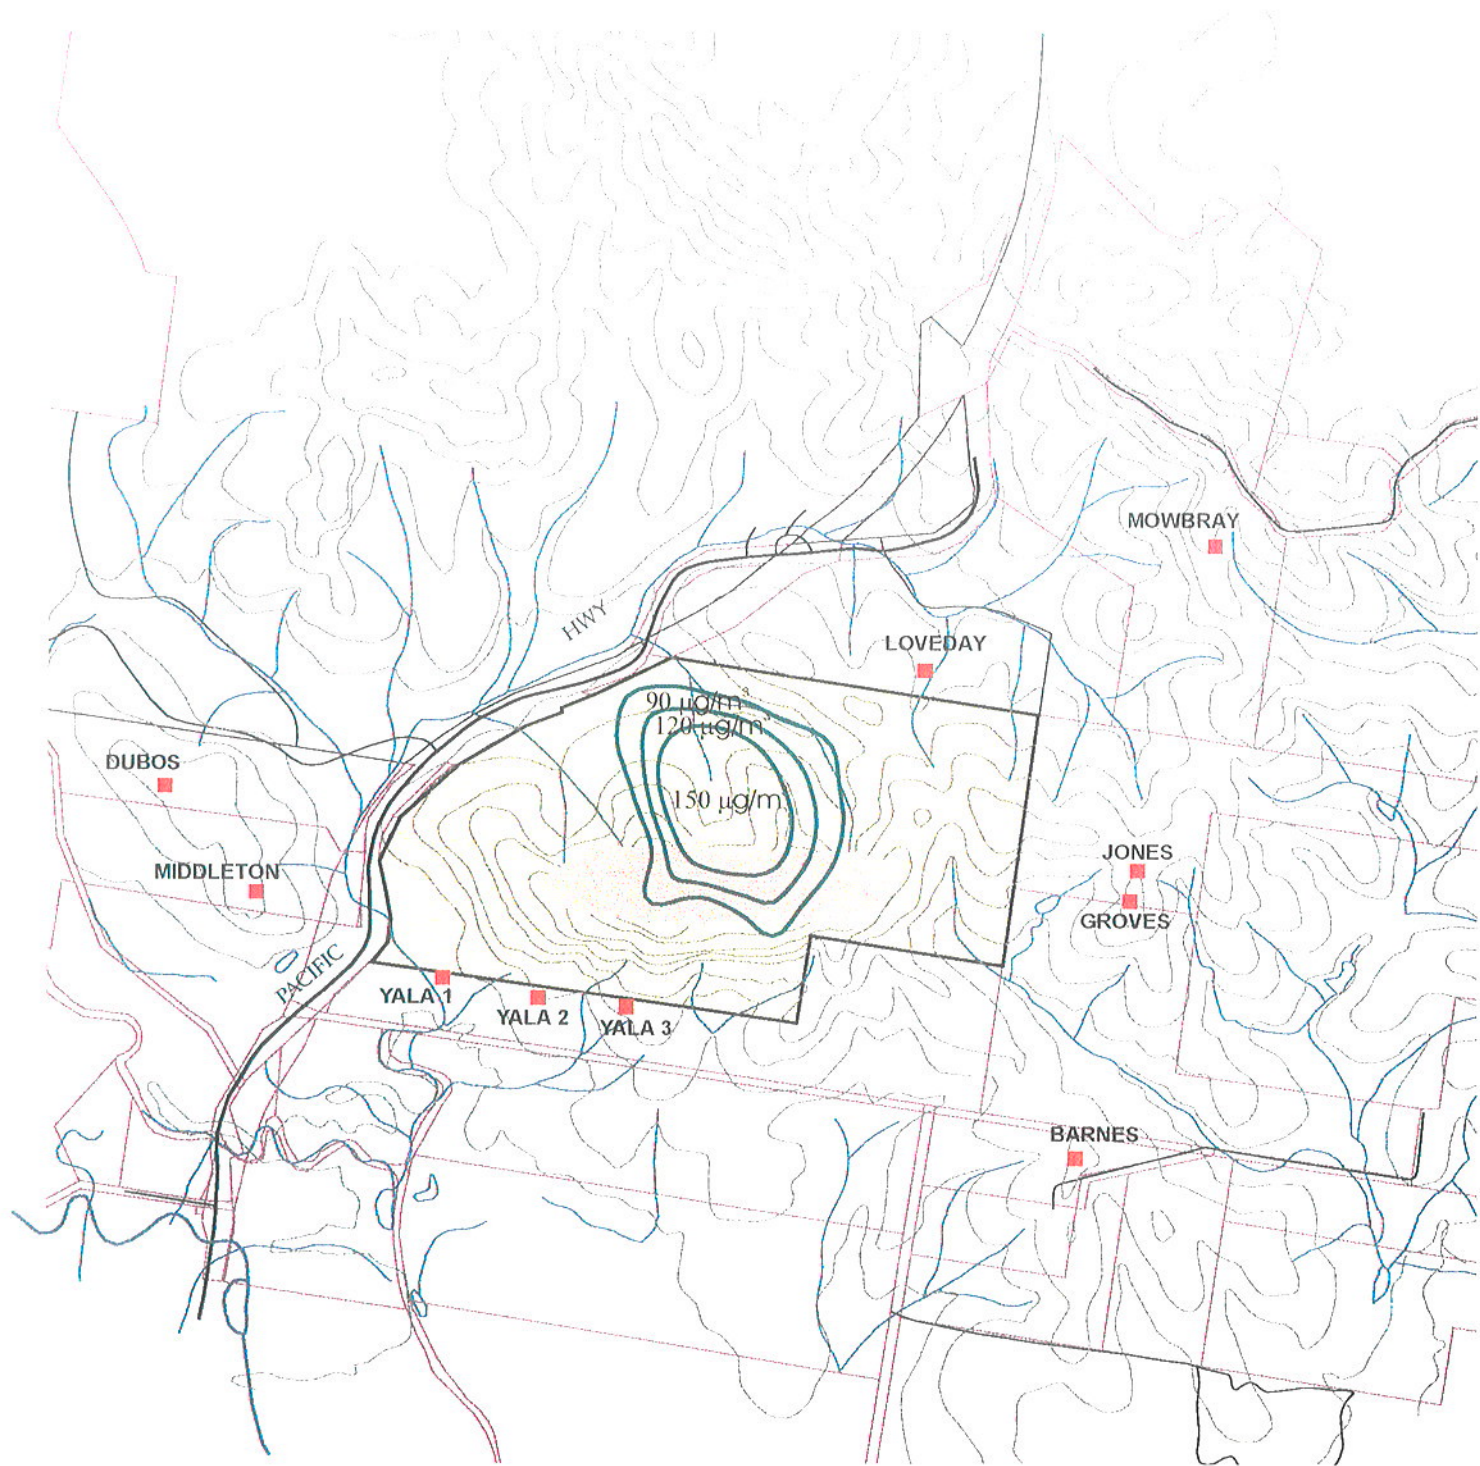 MOWBRAY
HWY
LOVEDAY
90 µg/m³
120 µg/m³
DUBOS
150 µg/m
JONES
MIDDLETON
GROVES
PACIFIC
YALA 1
YALA 2
YALA 3
BARNES